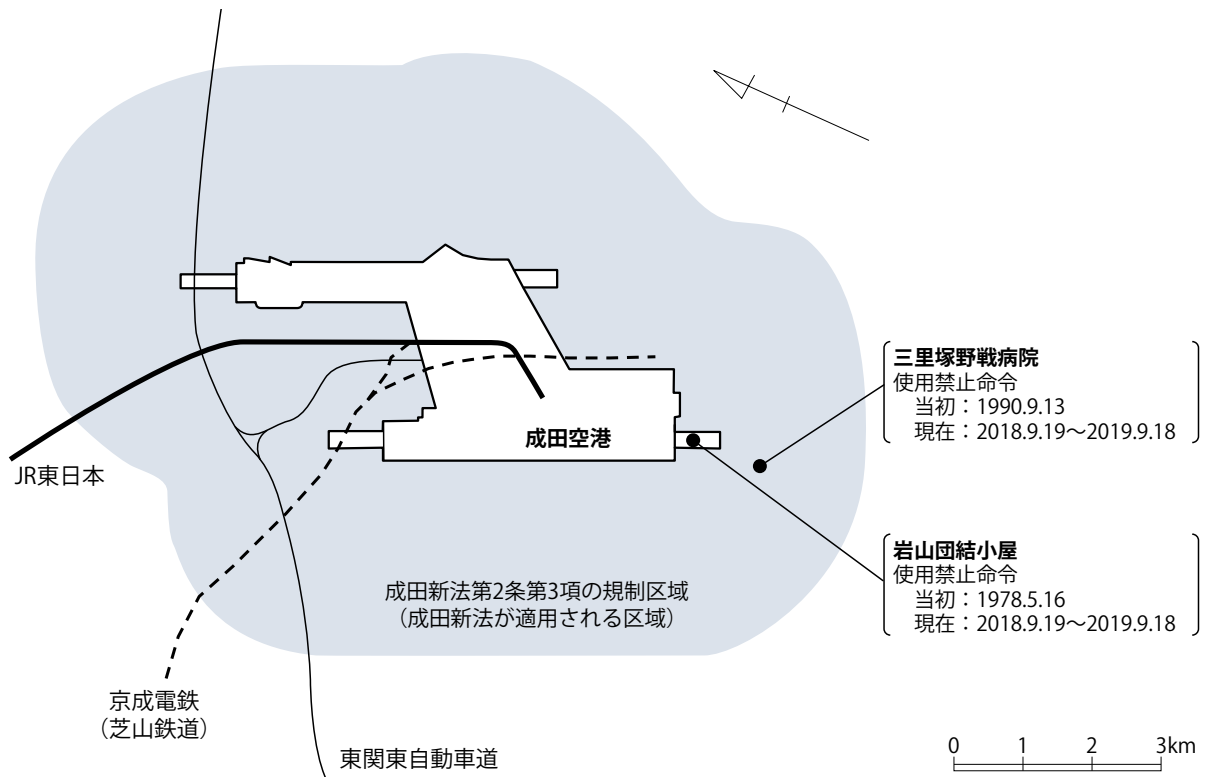 三里塚野戦病院
使用禁止命令
当初：1990.9.13
現在：2018.9.19～2019.9.18
成田空港
JR東日本
岩山団結小屋
使用禁止命令
当初：1978.5.16
現在：2018.9.19～2019.9.18
成田新法第2条第3項の規制区域
（成田新法が適用される区域）
京成電鉄
（芝山鉄道）
東関東自動車道
0 1 2 3km